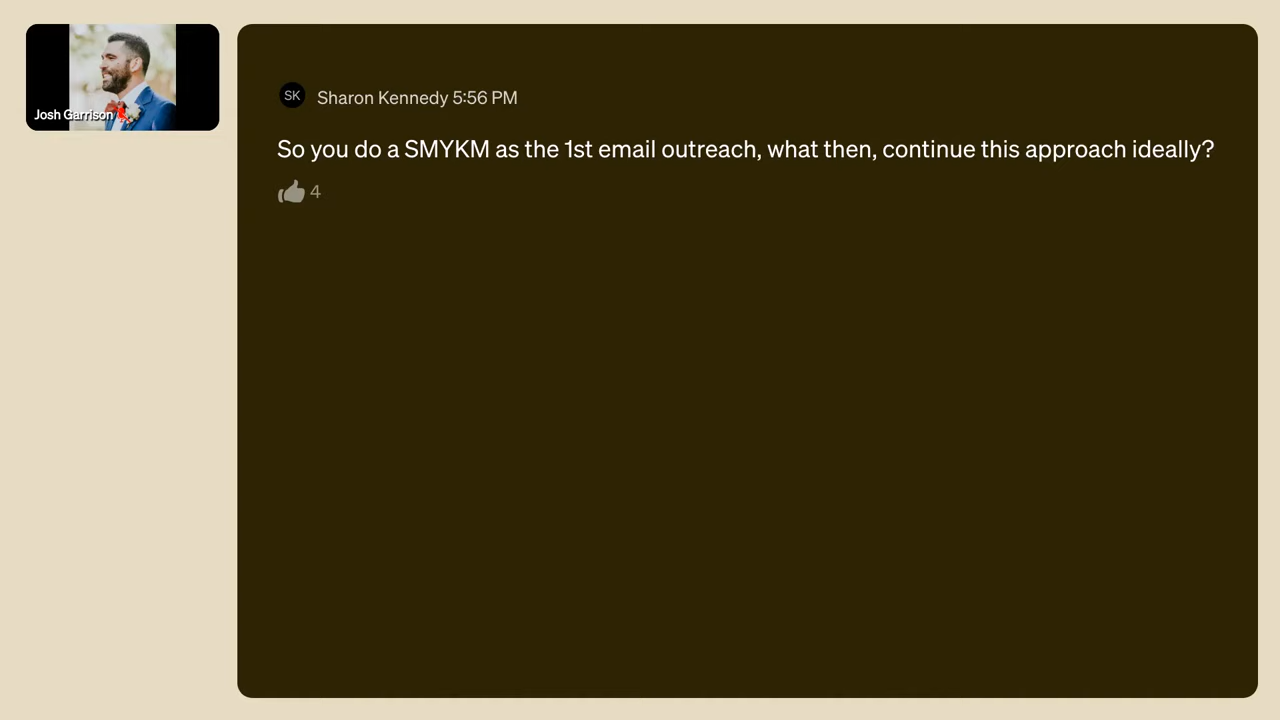 Josh Garrison
SK
Sharon Kennedy 5:56 PM
So you do a SMYKM as the 1st email outreach, what then, continue this approach ideally?
4